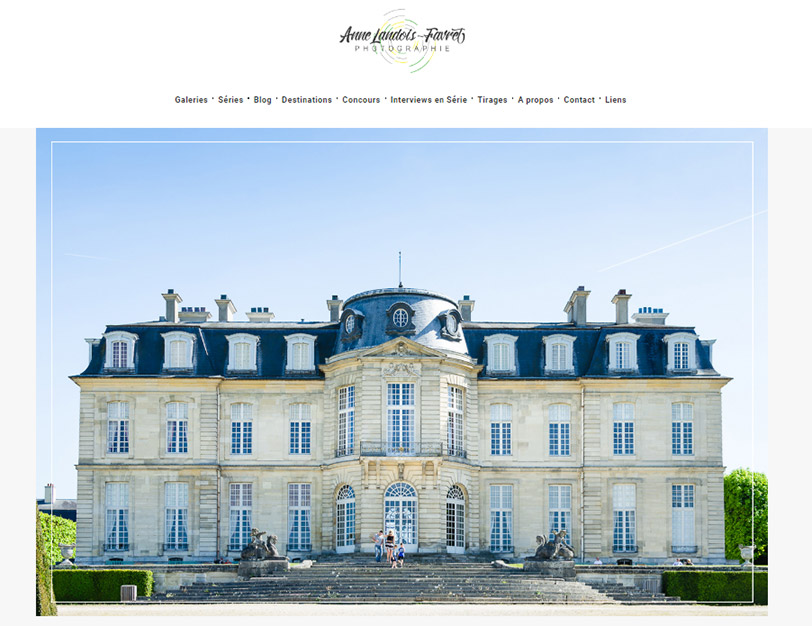 Anne Landois-Favret
PHOTOGRAPHIE
Galeries · Séries · Blog · Destinations · Concours · Interviews en Série · Tirages · A propos · Contact · Liens